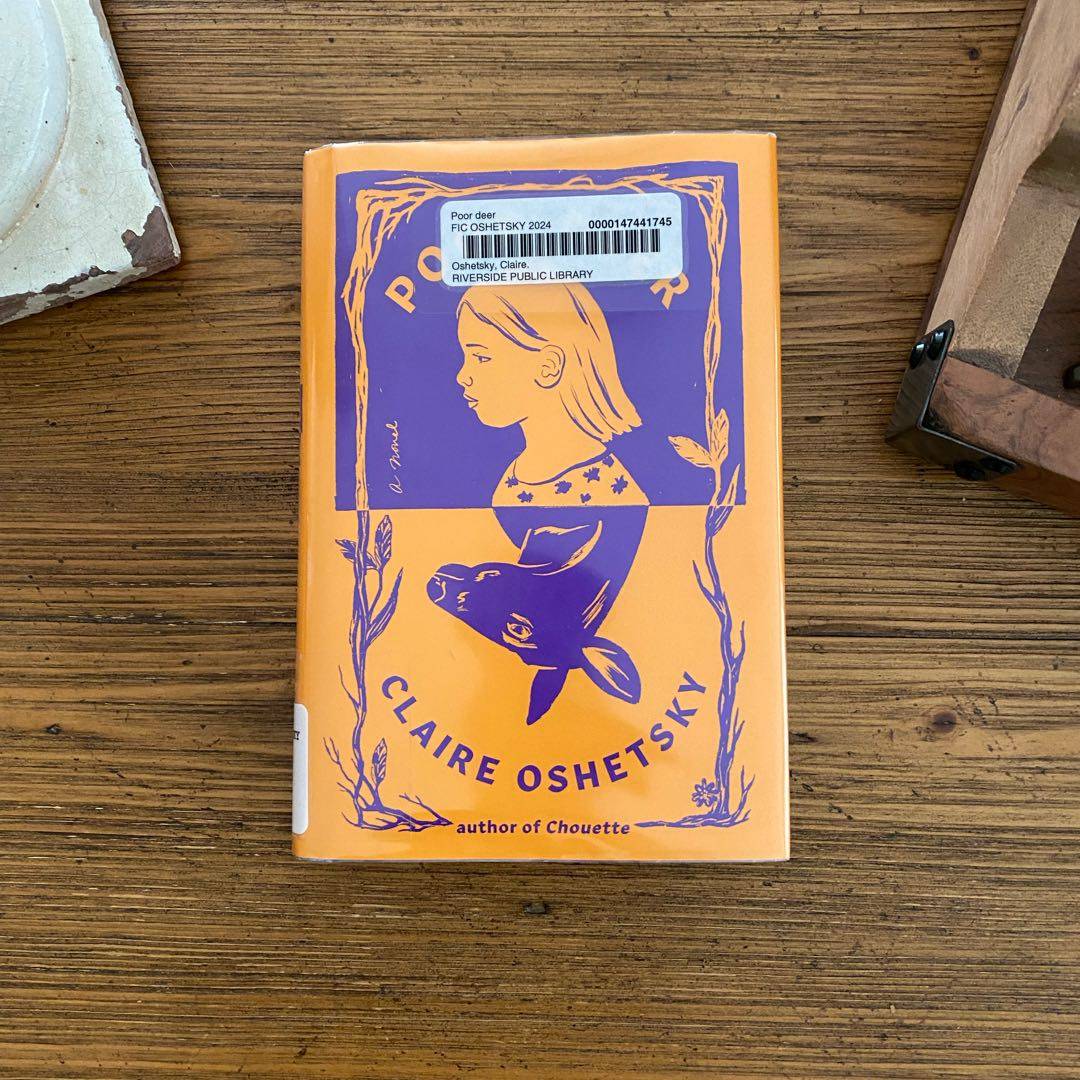 Poor deer
FIC OSHETSKY 2024 0000147441745
Oshetsky, Claire.
RIVERSIDE PUBLIC LIBRARY
PO R
a novel
CLAIRE OSHETSKY
author of Chouette